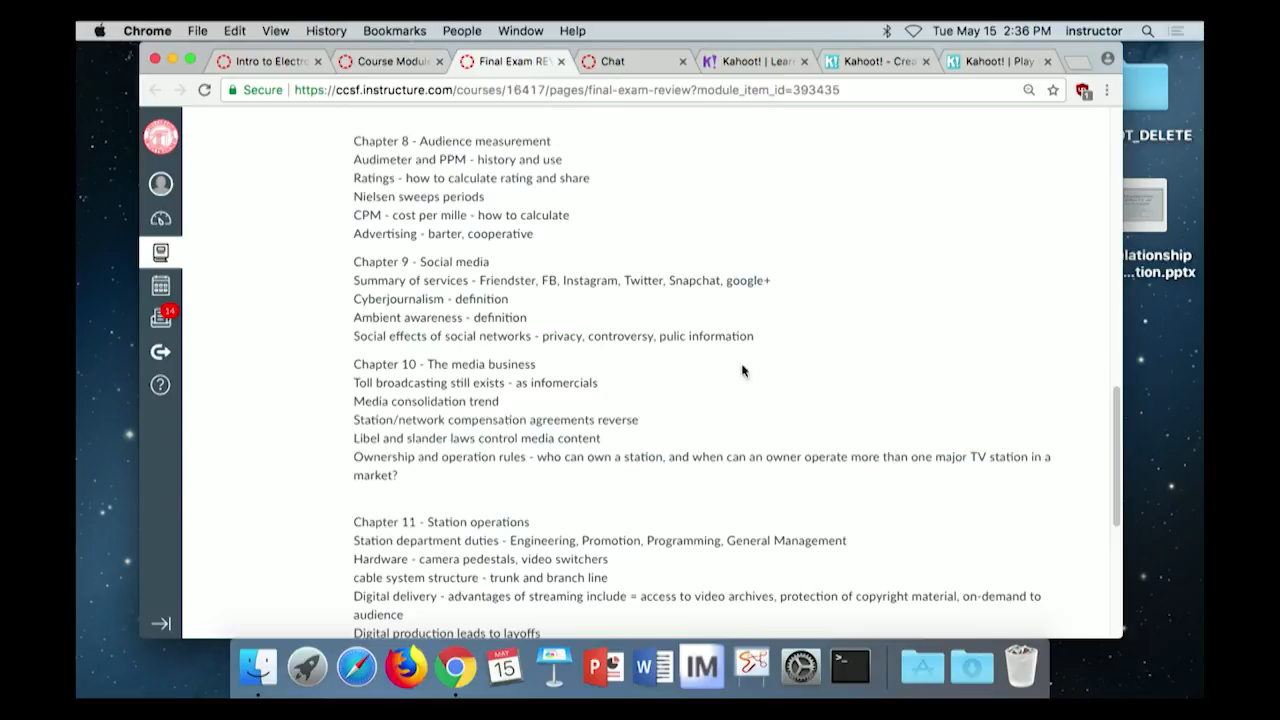 Chrome File Edit View History Bookmarks People Window Help Tue May 15 2:36 PM instructor
Intro to Electro Course Module Final Exam RE Chat Kahoot! | Lear Kahoot! - Crea Kahoot! | Play
Secure | https://ccsf.instructure.com/courses/16417/pages/final-exam-review?module_item_id=393435
1
T_DELETE
lationship
...tion.pptx
14
Chapter 8 - Audience measurement
Audimeter and PPM - history and use
Ratings - how to calculate rating and share
Nielsen sweeps periods
CPM - cost per mille - how to calculate
Advertising - barter, cooperative
Chapter 9 - Social media
Summary of services - Friendster, FB, Instagram, Twitter, Snapchat, google+
Cyberjournalism - definition
Ambient awareness - definition
Social effects of social networks - privacy, controversy, pulic information
Chapter 10 - The media business
Toll broadcasting still exists - as infomercials
Media consolidation trend
Station/network compensation agreements reverse
Libel and slander laws control media content
Ownership and operation rules - who can own a station, and when can an owner operate more than one major TV station in a
market?
Chapter 11 - Station operations
Station department duties - Engineering, Promotion, Programming, General Management
Hardware - camera pedestals, video switchers
cable system structure - trunk and branch line
Digital delivery - advantages of streaming include = access to video archives, protection of copyright material, on-demand to
audience
Digital production leads to layoffs
MAY
15
P W IM >_